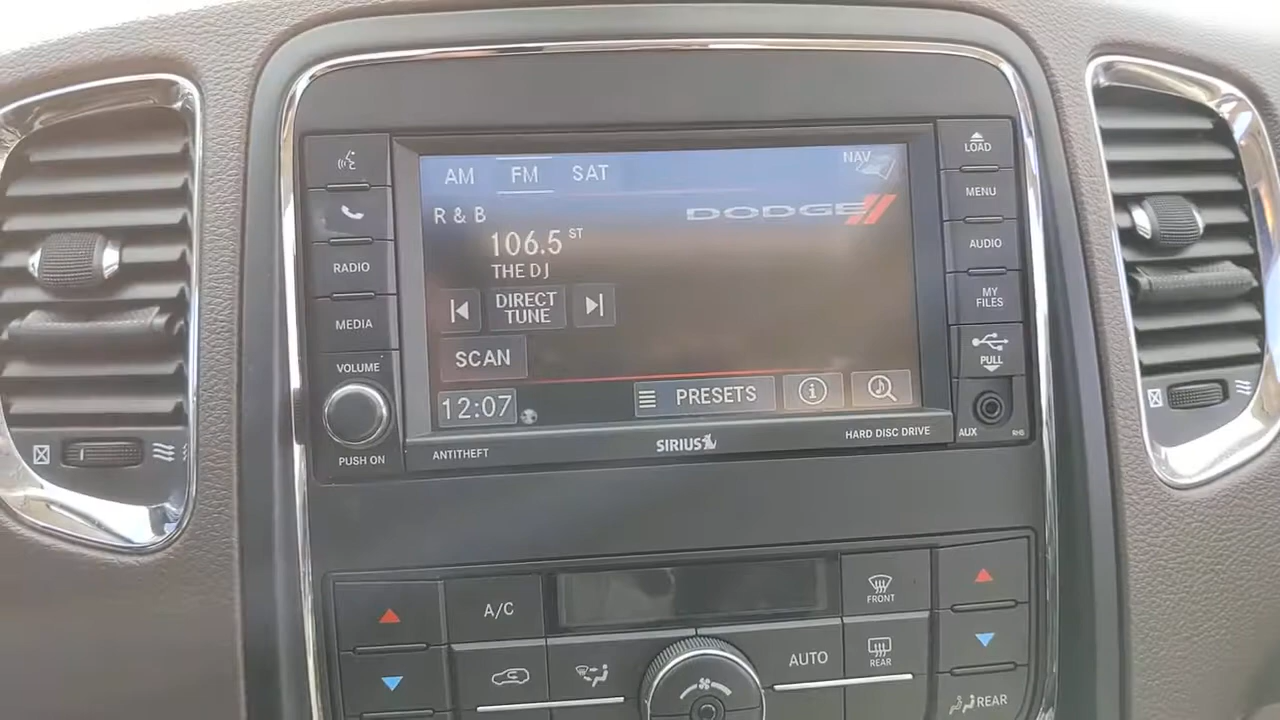 AM FM SAT
NAV
R & B
DODGE
106.5 ST
THE DJ
DIRECT
TUNE
SCAN
12:07
PRESETS
RADIO
MEDIA
VOLUME
PUSH ON
LOAD
MENU
AUDIO
MY
FILES
PULL
AUX
RHB
ANTITHEFT
SIRIUS
HARD DISC DRIVE
A/C
FRONT
AUTO
REAR
REAR